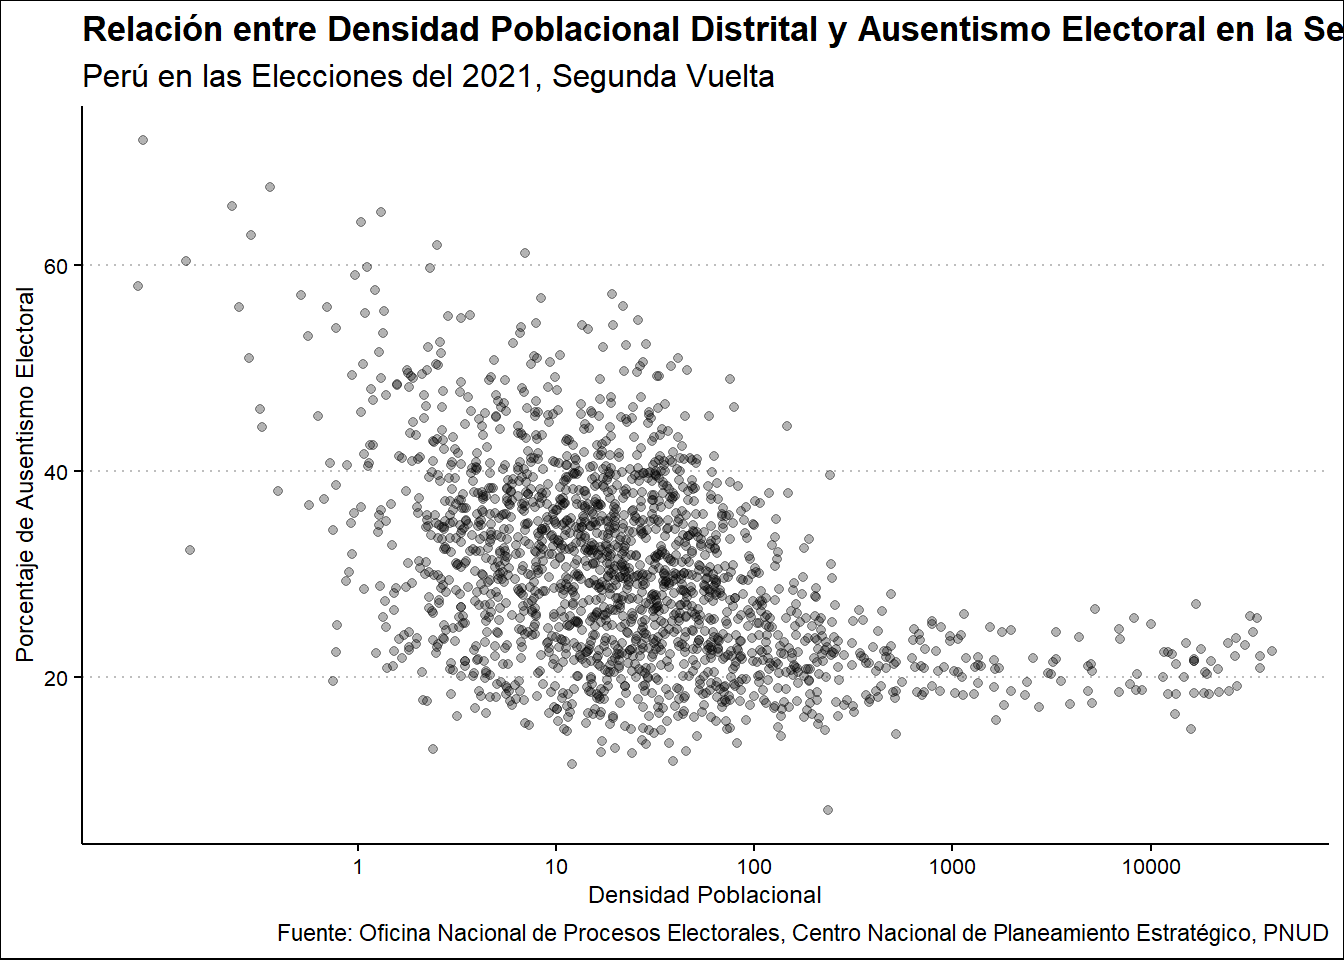 Relación entre Densidad Poblacional Distrital y Ausentismo Electoral en la Se
Perú en las Elecciones del 2021, Segunda Vuelta
Porcentaje de Ausentismo Electoral
60
40
20
1 10 100 1000 10000
Densidad Poblacional
Fuente: Oficina Nacional de Procesos Electorales, Centro Nacional de Planeamiento Estratégico, PNUD